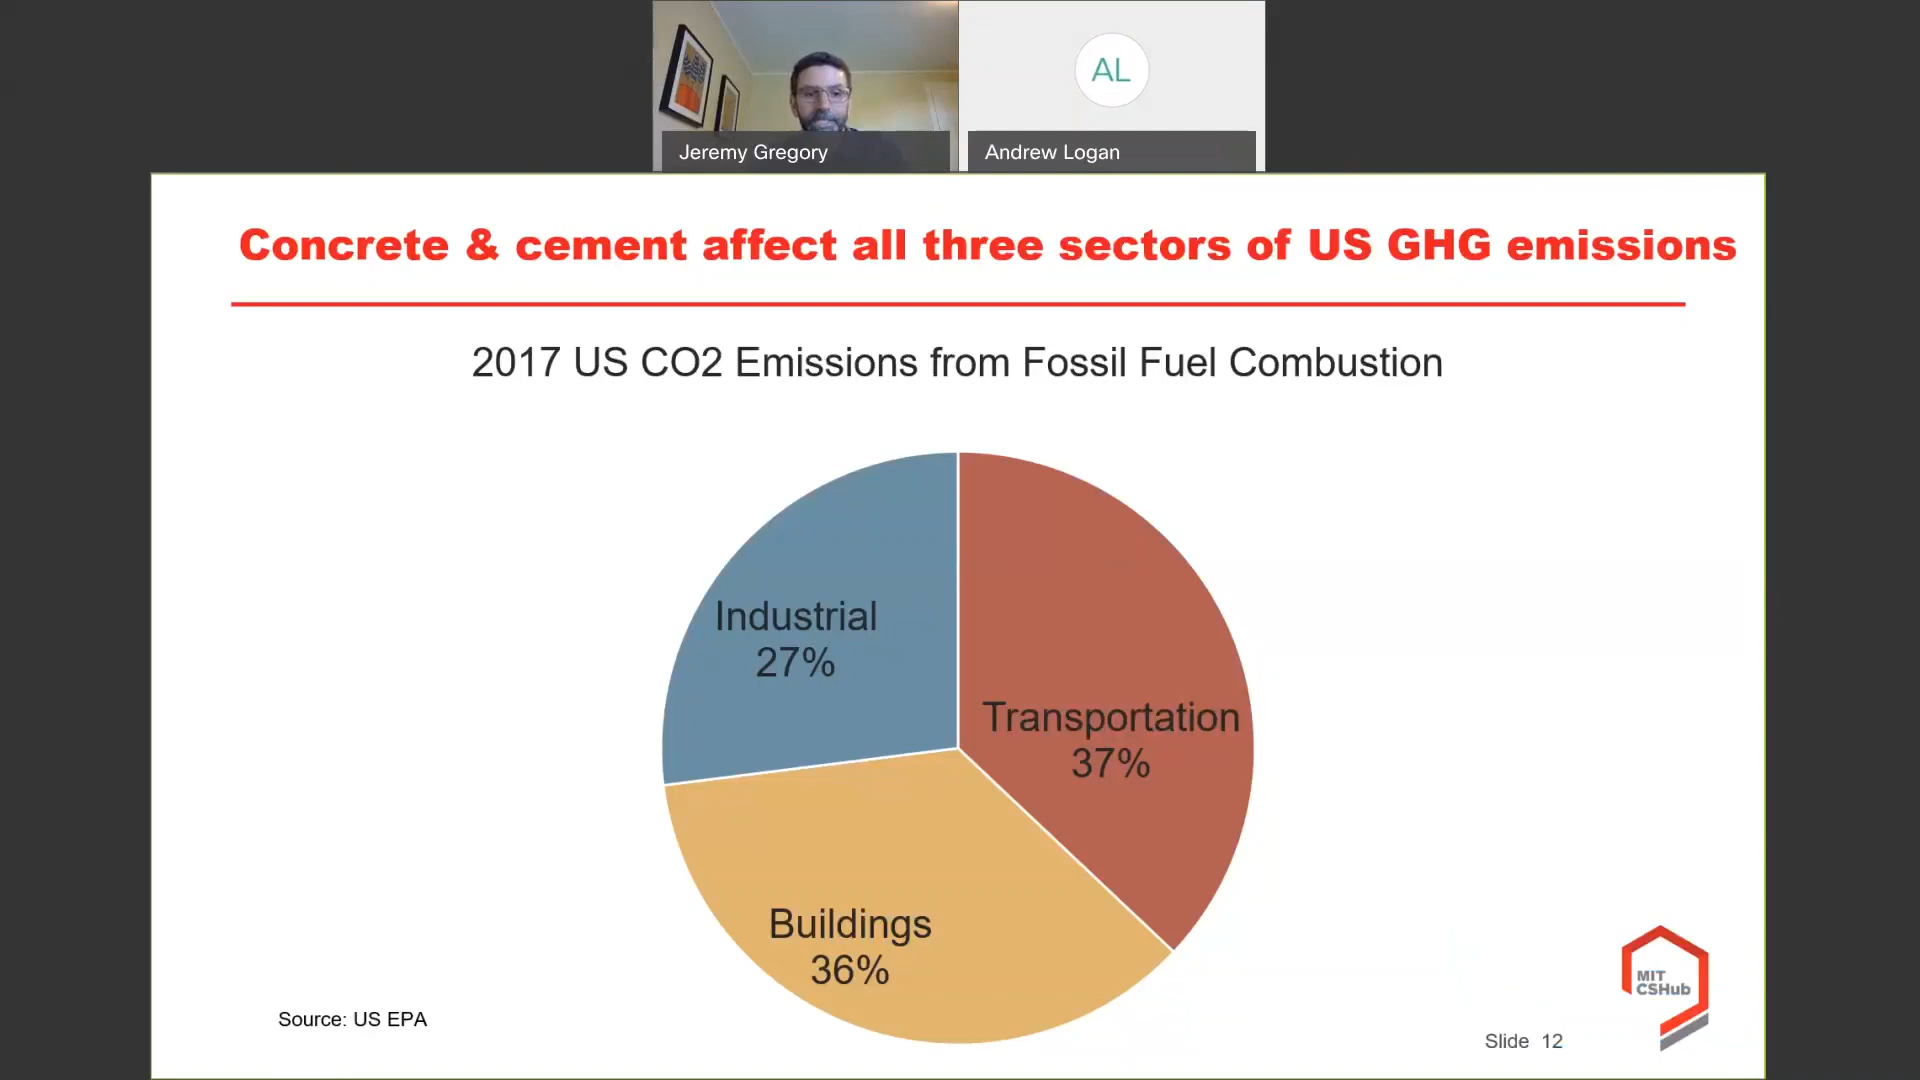 AL
Jeremy Gregory
Andrew Logan
Concrete & cement affect all three sectors of US GHG emissions
2017 US CO2 Emissions from Fossil Fuel Combustion
Industrial
27%
Transportation
37%
Buildings
36%
Source: US EPA
MIT
CSHub
Slide 12